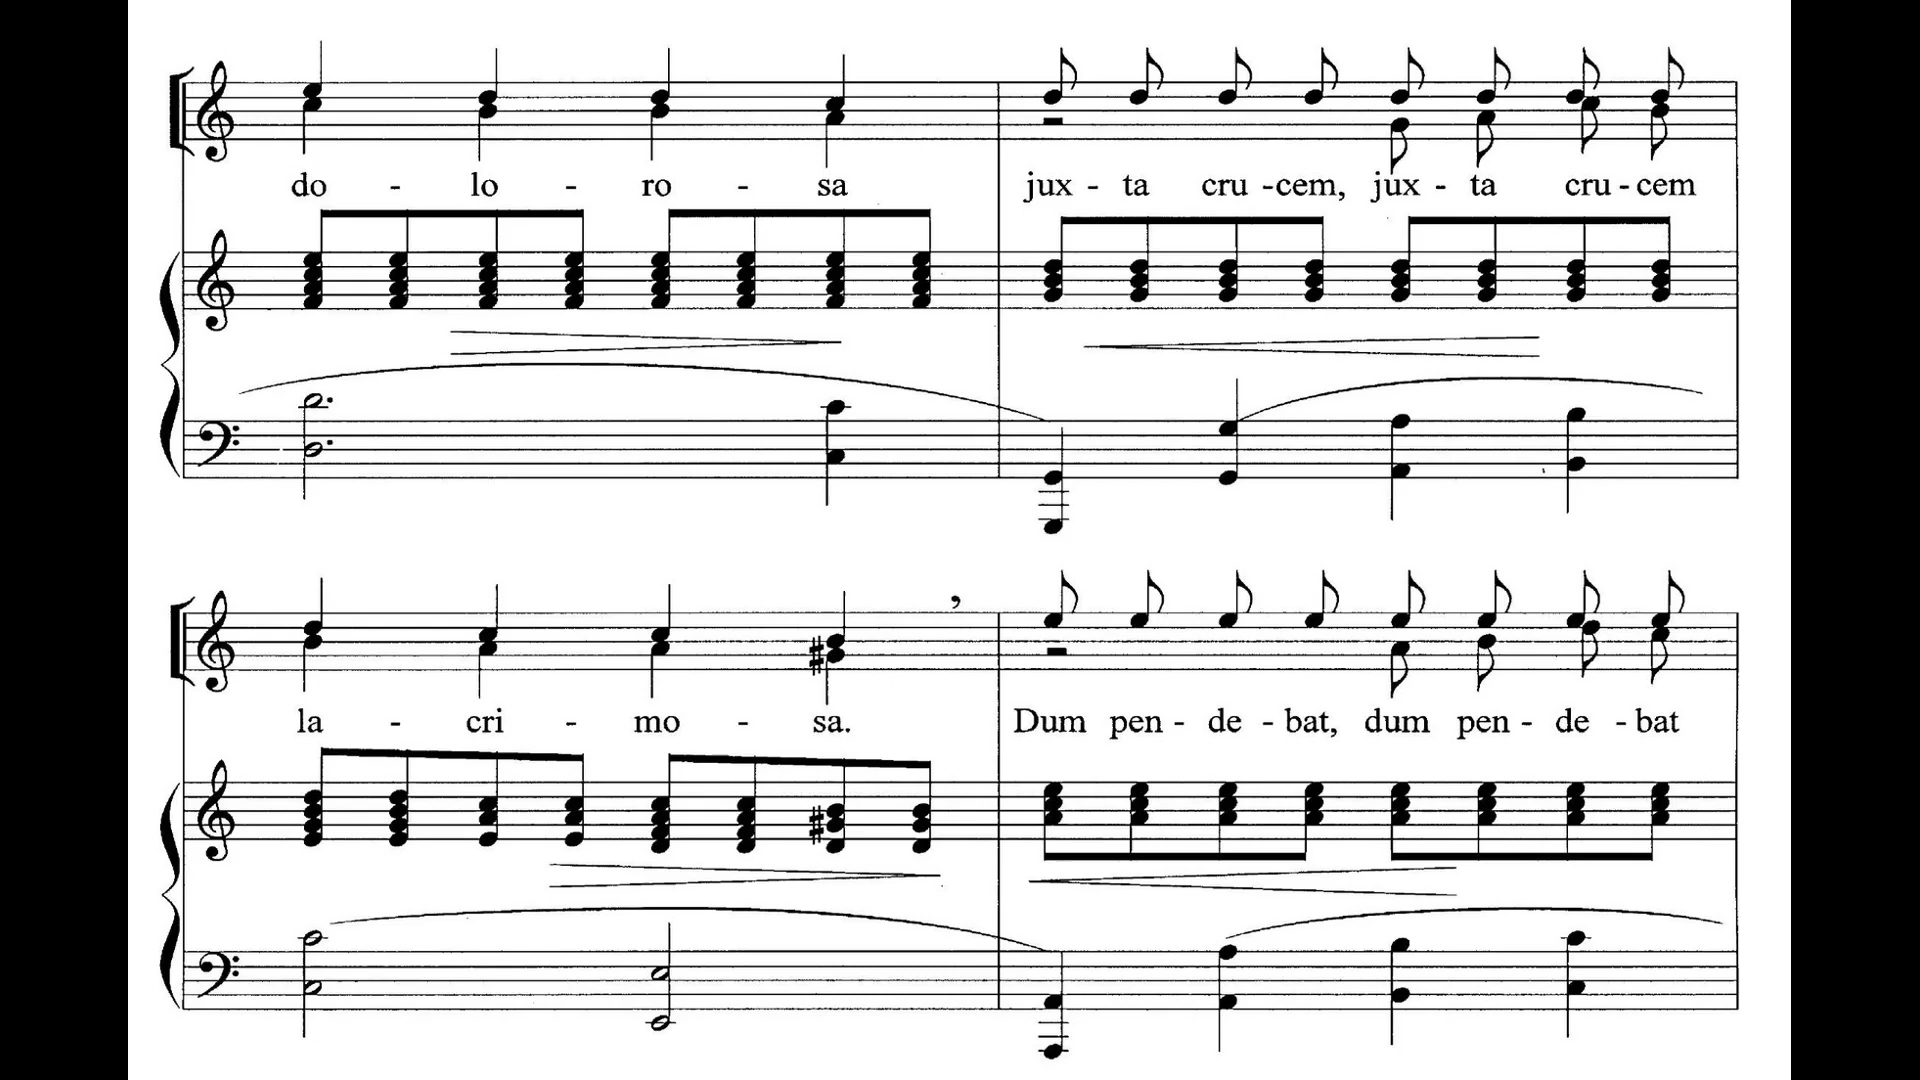 do - lo - ro - sa jux - ta cru - cem, jux - ta cru - cem
la - cri - mo - sa. Dum pen - de - bat, dum pen - de - bat